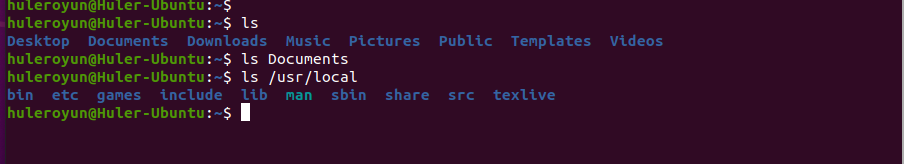 huleroyun@Huler-Ubuntu:~$
huleroyun@Huler-Ubuntu:~$ ls
Desktop Documents Downloads Music Pictures Public Templates Videos
huleroyun@Huler-Ubuntu:~$ ls Documents
huleroyun@Huler-Ubuntu:~$ ls /usr/local
bin etc games include lib man sbin share src texlive
huleroyun@Huler-Ubuntu:~$